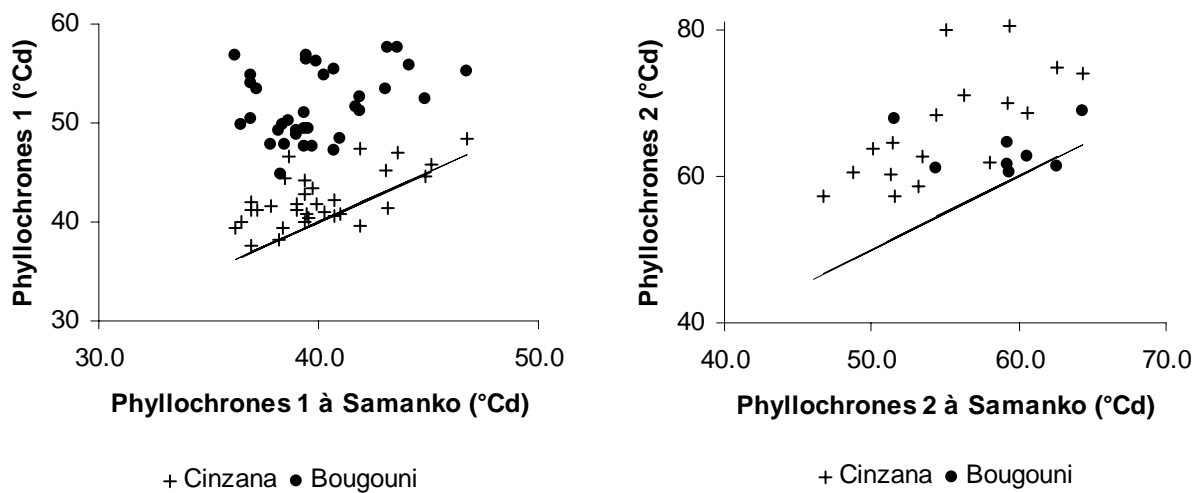 Phyllochrones 1 (°Cd)
60
50
40
30
30.0 40.0 50.0
Phyllochrones 1 à Samanko (°Cd)
+ Cinzana ● Bougouni
Phyllochrones 2 (°Cd)
80
60
40
40.0 50.0 60.0 70.0
Phyllochrones 2 à Samanko (°Cd)
+ Cinzana ● Bougouni